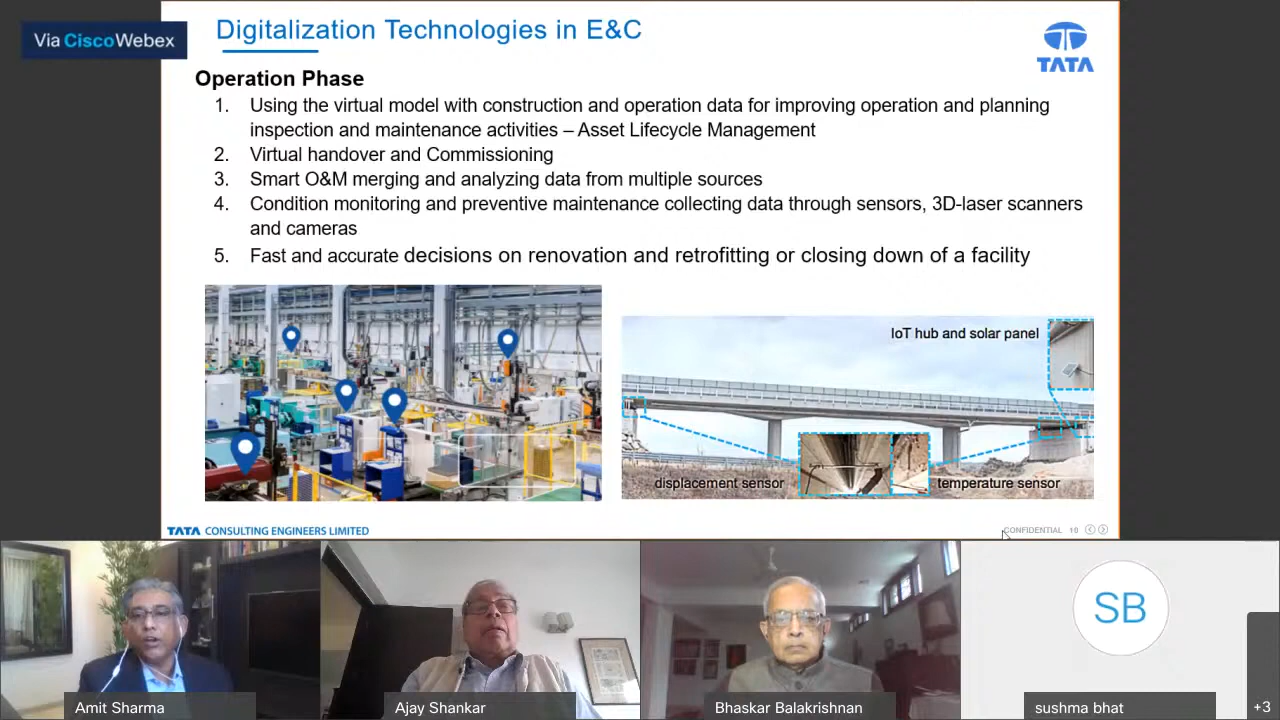 Via Cisco Webex
Digitalization Technologies in E&C
TATA
Operation Phase
1. Using the virtual model with construction and operation data for improving operation and planning
inspection and maintenance activities – Asset Lifecycle Management
2. Virtual handover and Commissioning
3. Smart O&M merging and analyzing data from multiple sources
4. Condition monitoring and preventive maintenance collecting data through sensors, 3D-laser scanners
and cameras
5. Fast and accurate decisions on renovation and retrofitting or closing down of a facility
IoT hub and solar panel
displacement sensor
temperature sensor
TATA CONSULTING ENGINEERS LIMITED
CONFIDENTIAL 10
SB
Amit Sharma
Ajay Shankar
Bhaskar Balakrishnan
sushma bhat
+3